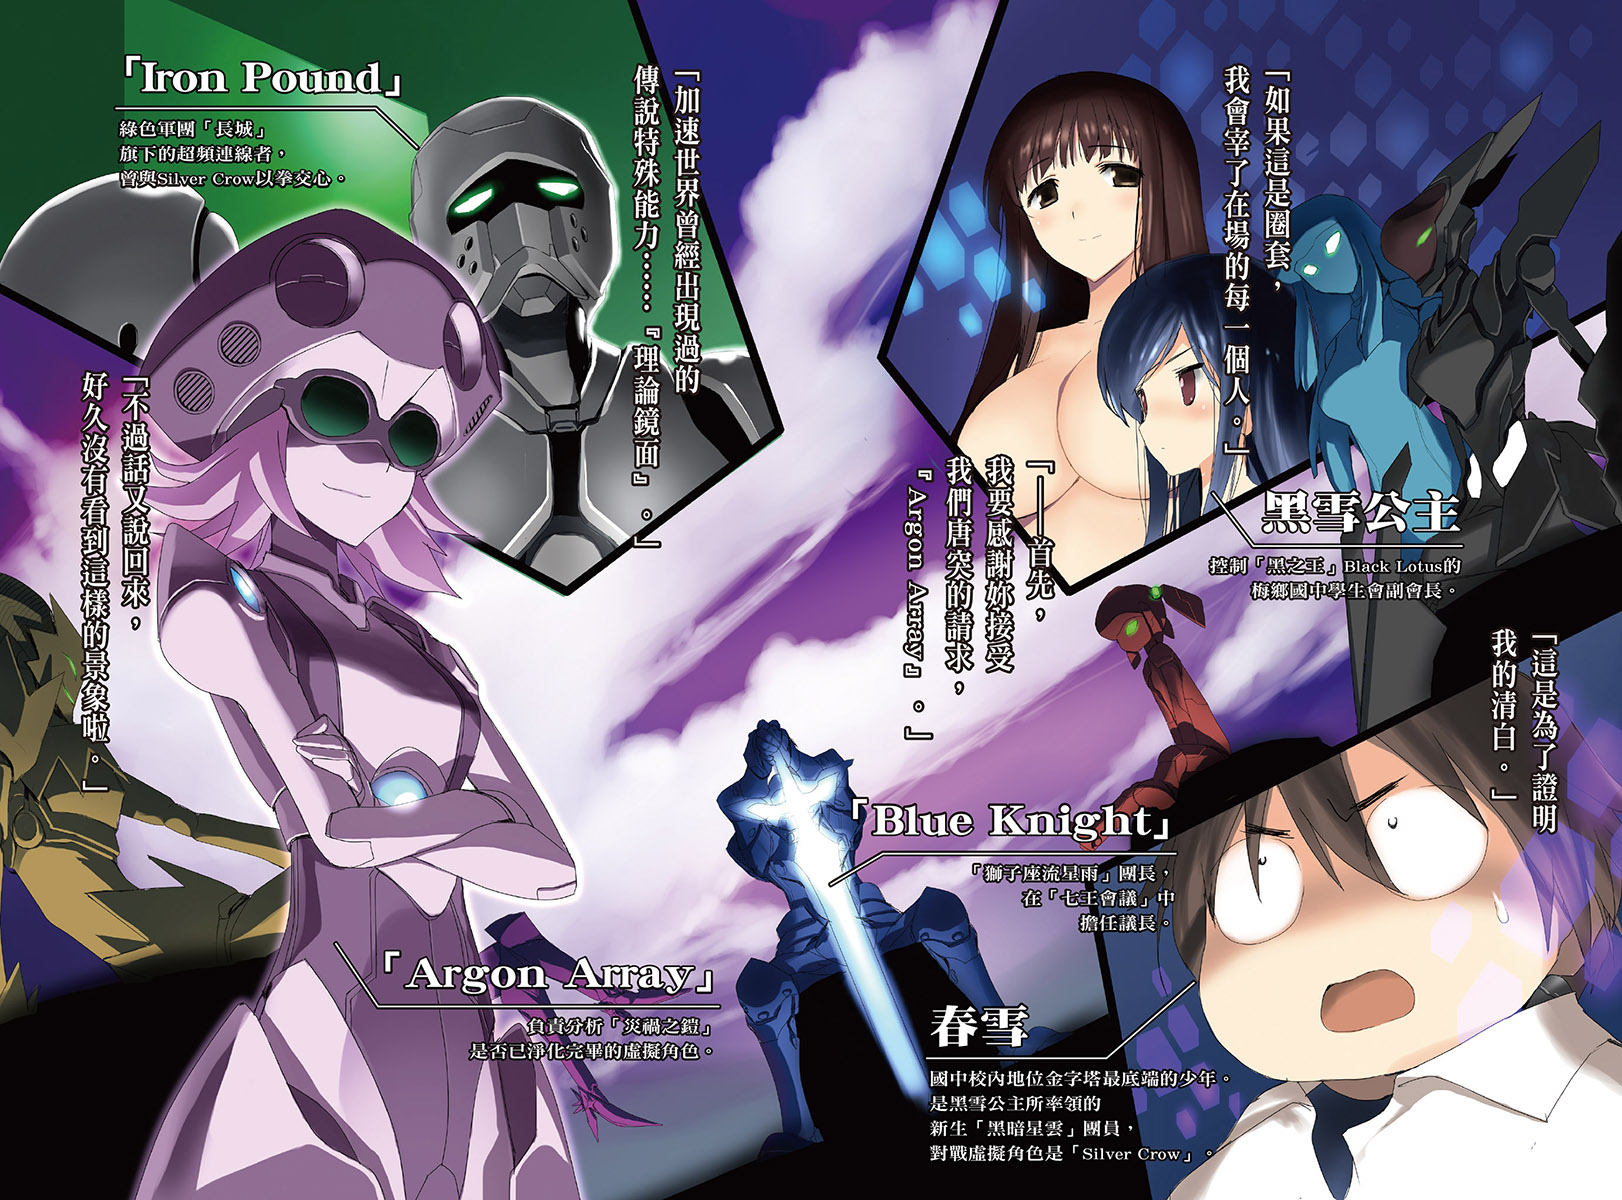 「如果這是圈套，
我會宰了在場的每一個人。」
黑雪公主
控制「黑之王」Black Lotus的
梅鄉國中學生會副會長。
「這是為了證明
我的清白。」
春雪
國中校內地位金字塔最底端的少年。
是黑雪公主所率領的
新生「黑暗星雲」團員，
對戰虛擬角色是「Silver Crow」。
「——首先，
我要感謝妳接受
我們唐突的請求，
『Argon Array』。」
「Blue Knight」
「獅子座流星雨」團長，
在「七王會議」中
擔任議長。
「加速世界曾經出現過的
傳說特殊能力……『理論鏡面』。」
「Iron Pound」
綠色軍團「長城」
旗下的超頻連線者，
曾與Silver Crow以拳交心。
「不過話又說回來，
好久沒有看到這樣的景象啦。」
「Argon Array」
負責分析「災禍之鎧」
是否已淨化完畢的虛擬角色。